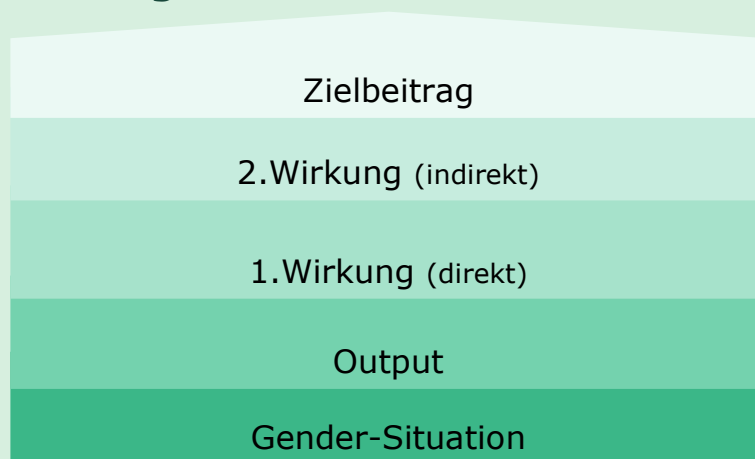 Zielbeitrag
2.Wirkung (indirekt)
1.Wirkung (direkt)
Output
Gender-Situation